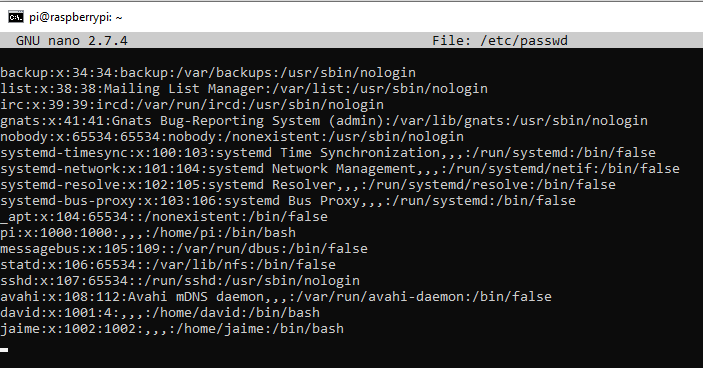 pi@raspberrypi: ~
GNU nano 2.7.4 File: /etc/passwd
backup:x:34:34:backup:/var/backups:/usr/sbin/nologin
list:x:38:38:Mailing List Manager:/var/list:/usr/sbin/nologin
irc:x:39:39:ircd:/var/run/ircd:/usr/sbin/nologin
gnats:x:41:41:Gnats Bug-Reporting System (admin):/var/lib/gnats:/usr/sbin/nologin
nobody:x:65534:65534:nobody:/nonexistent:/usr/sbin/nologin
systemd-timesync:x:100:103:systemd Time Synchronization,,,:/run/systemd:/bin/false
systemd-network:x:101:104:systemd Network Management,,,:/run/systemd/netif:/bin/false
systemd-resolve:x:102:105:systemd Resolver,,,:/run/systemd/resolve:/bin/false
systemd-bus-proxy:x:103:106:systemd Bus Proxy,,,:/run/systemd:/bin/false
_apt:x:104:65534::/nonexistent:/bin/false
pi:x:1000:1000:,,,:/home/pi:/bin/bash
messagebus:x:105:109::/var/run/dbus:/bin/false
statd:x:106:65534::/var/lib/nfs:/bin/false
sshd:x:107:65534::/run/sshd:/usr/sbin/nologin
avahi:x:108:112:Avahi mDNS daemon,,,:/var/run/avahi-daemon:/bin/false
david:x:1001:4:,,,:/home/david:/bin/bash
jaime:x:1002:1002:,,,:/home/jaime:/bin/bash